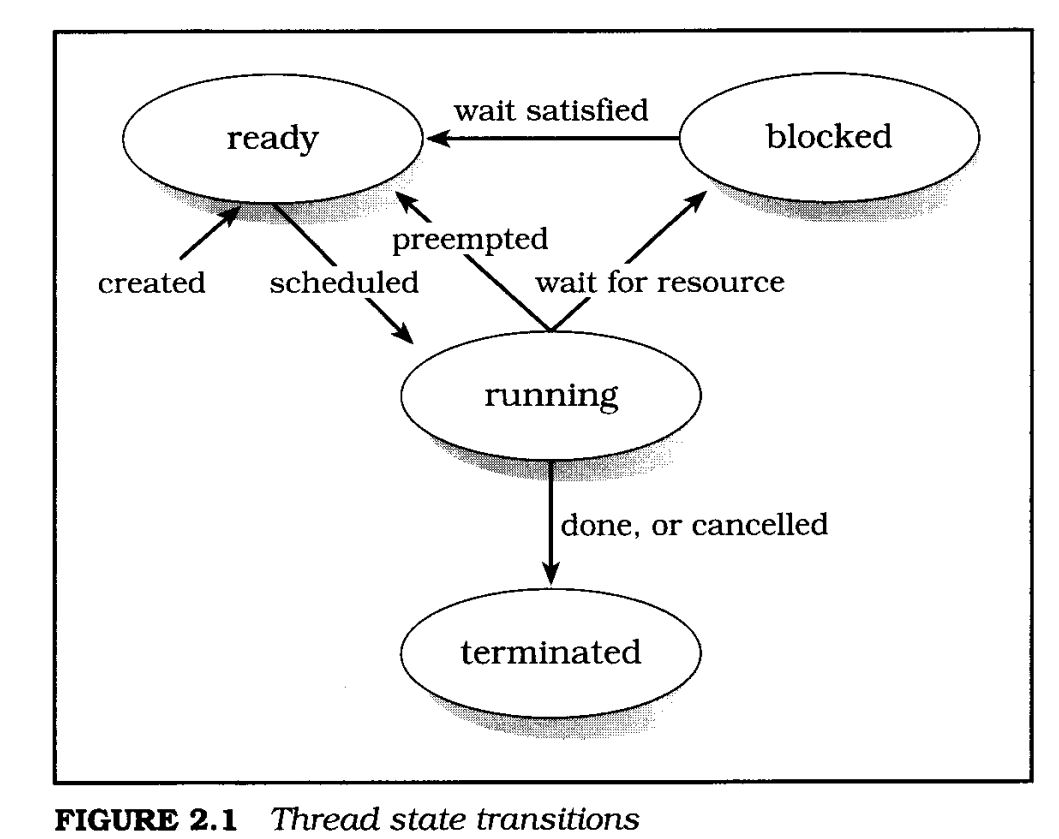 wait satisfied
ready
blocked
preempted
created
scheduled
wait for resource
running
done, or cancelled
terminated
FIGURE 2.1 Thread state transitions